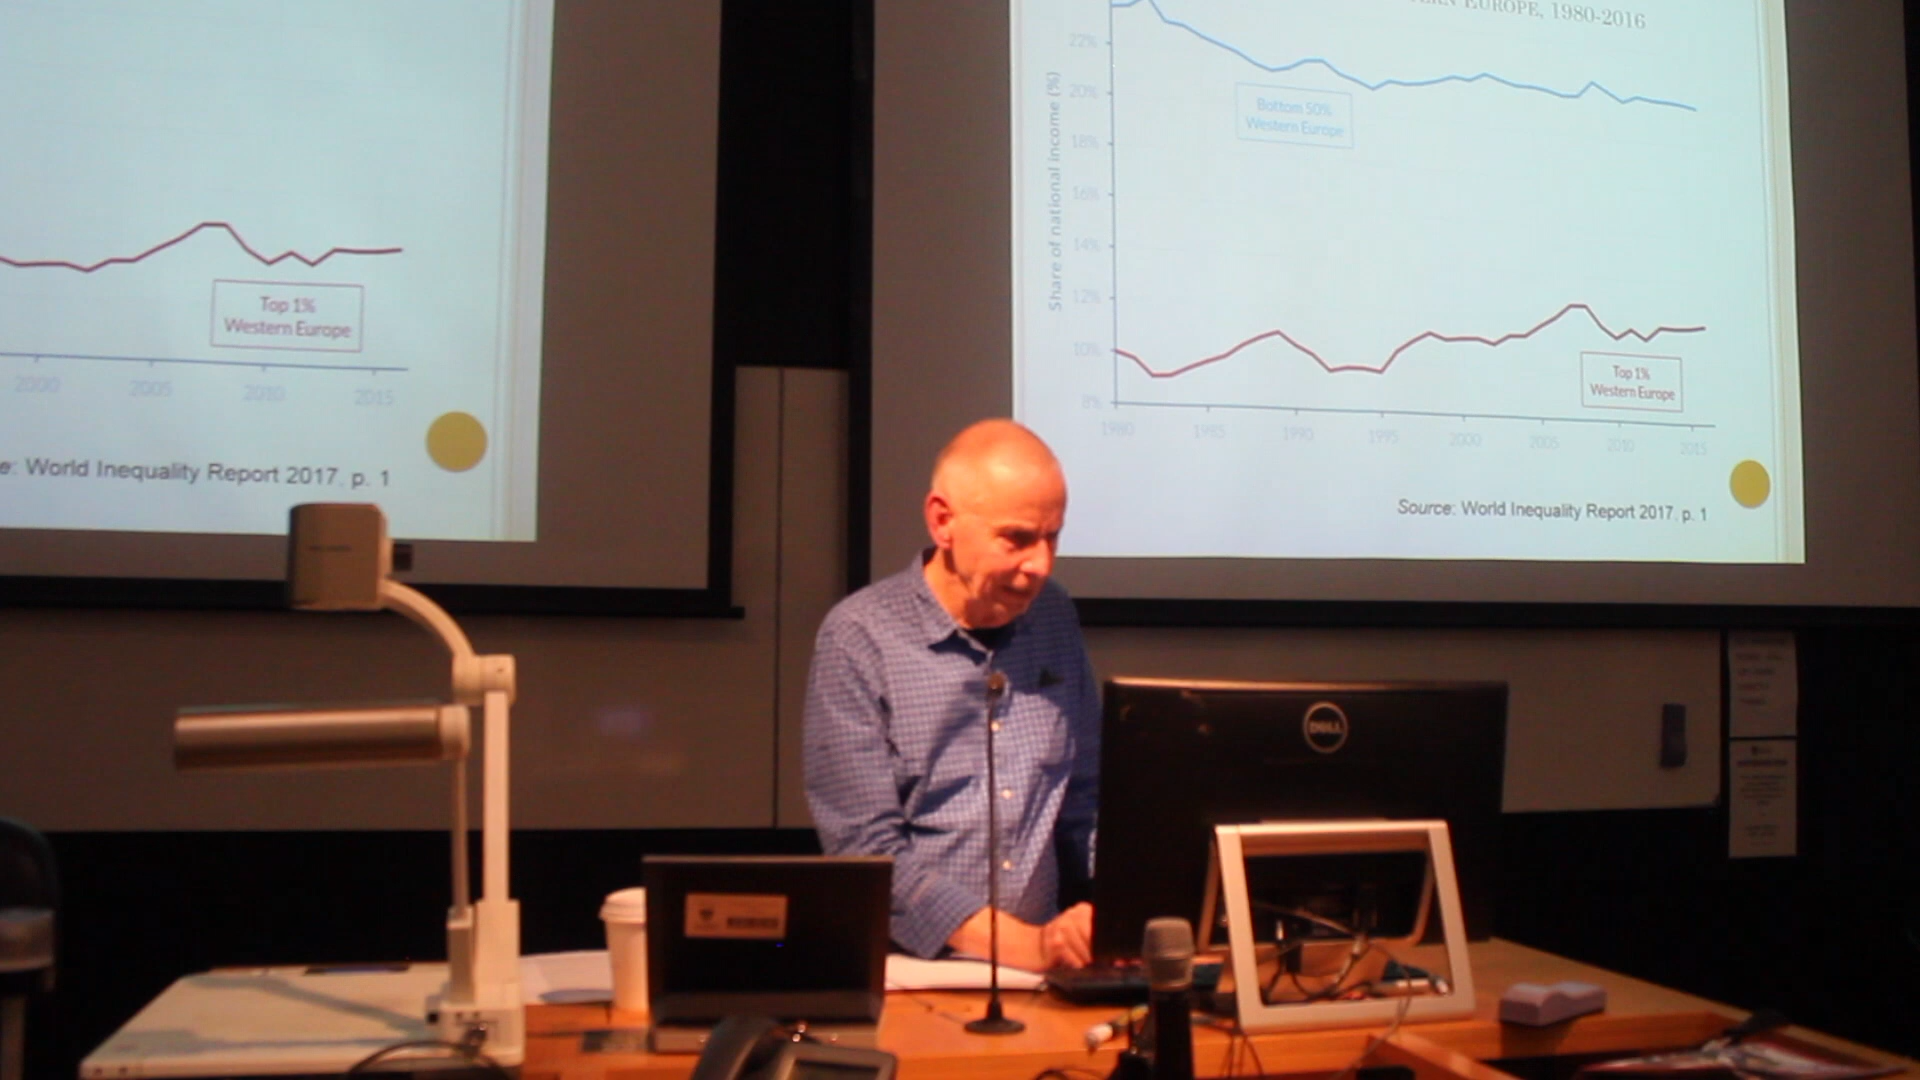 Top 1%
Western Europe
2000
2005
2010
2015
e: World Inequality Report 2017, p. 1
EUROPE, 1980-2016
Share of national income (%)
22%
20%
18%
16%
14%
12%
10%
8%
Bottom 50%
Western Europe
Top 1%
Western Europe
1980
1985
1990
1995
2000
2005
2010
2015
Source: World Inequality Report 2017, p. 1
DELL